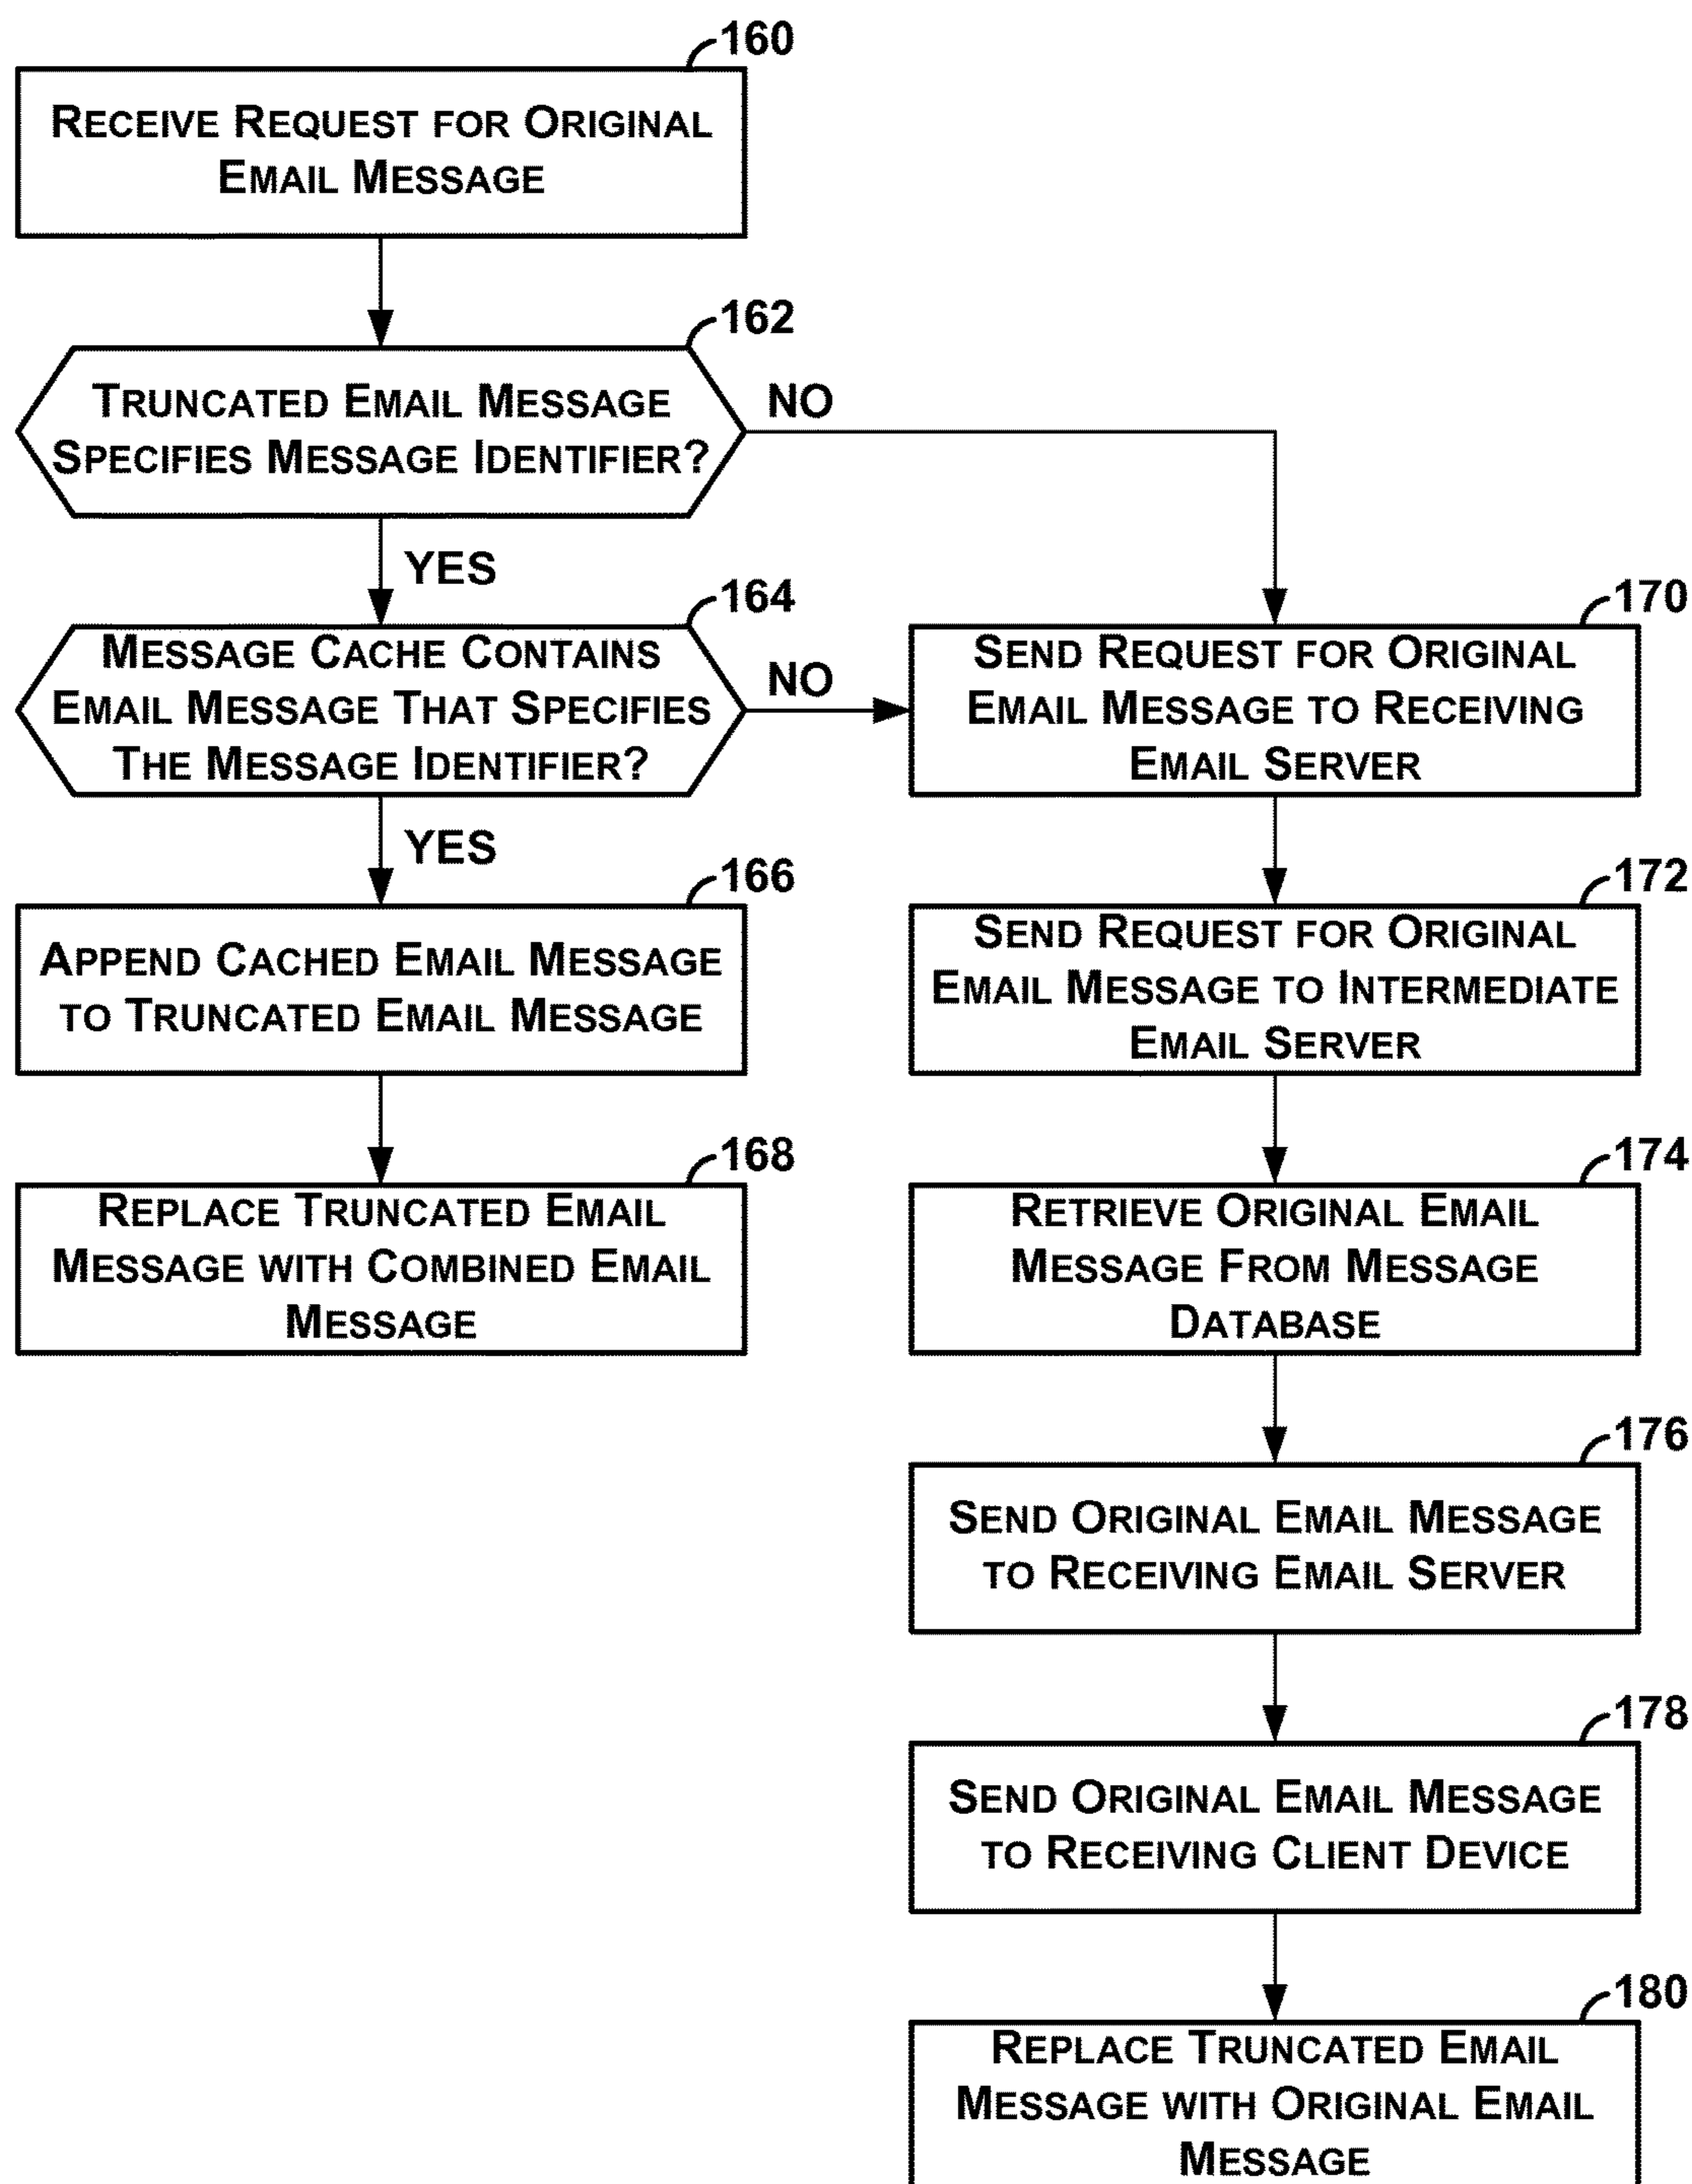 160
RECEIVE REQUEST FOR ORIGINAL
EMAIL MESSAGE
162
TRUNCATED EMAIL MESSAGE
SPECIFIES MESSAGE IDENTIFIER?
NO
YES
164
MESSAGE CACHE CONTAINS
EMAIL MESSAGE THAT SPECIFIES
THE MESSAGE IDENTIFIER?
NO
YES
166
APPEND CACHED EMAIL MESSAGE
TO TRUNCATED EMAIL MESSAGE
168
REPLACE TRUNCATED EMAIL
MESSAGE WITH COMBINED EMAIL
MESSAGE
170
SEND REQUEST FOR ORIGINAL
EMAIL MESSAGE TO RECEIVING
EMAIL SERVER
172
SEND REQUEST FOR ORIGINAL
EMAIL MESSAGE TO INTERMEDIATE
EMAIL SERVER
174
RETRIEVE ORIGINAL EMAIL
MESSAGE FROM MESSAGE
DATABASE
176
SEND ORIGINAL EMAIL MESSAGE
TO RECEIVING EMAIL SERVER
178
SEND ORIGINAL EMAIL MESSAGE
TO RECEIVING CLIENT DEVICE
180
REPLACE TRUNCATED EMAIL
MESSAGE WITH ORIGINAL EMAIL
MESSAGE